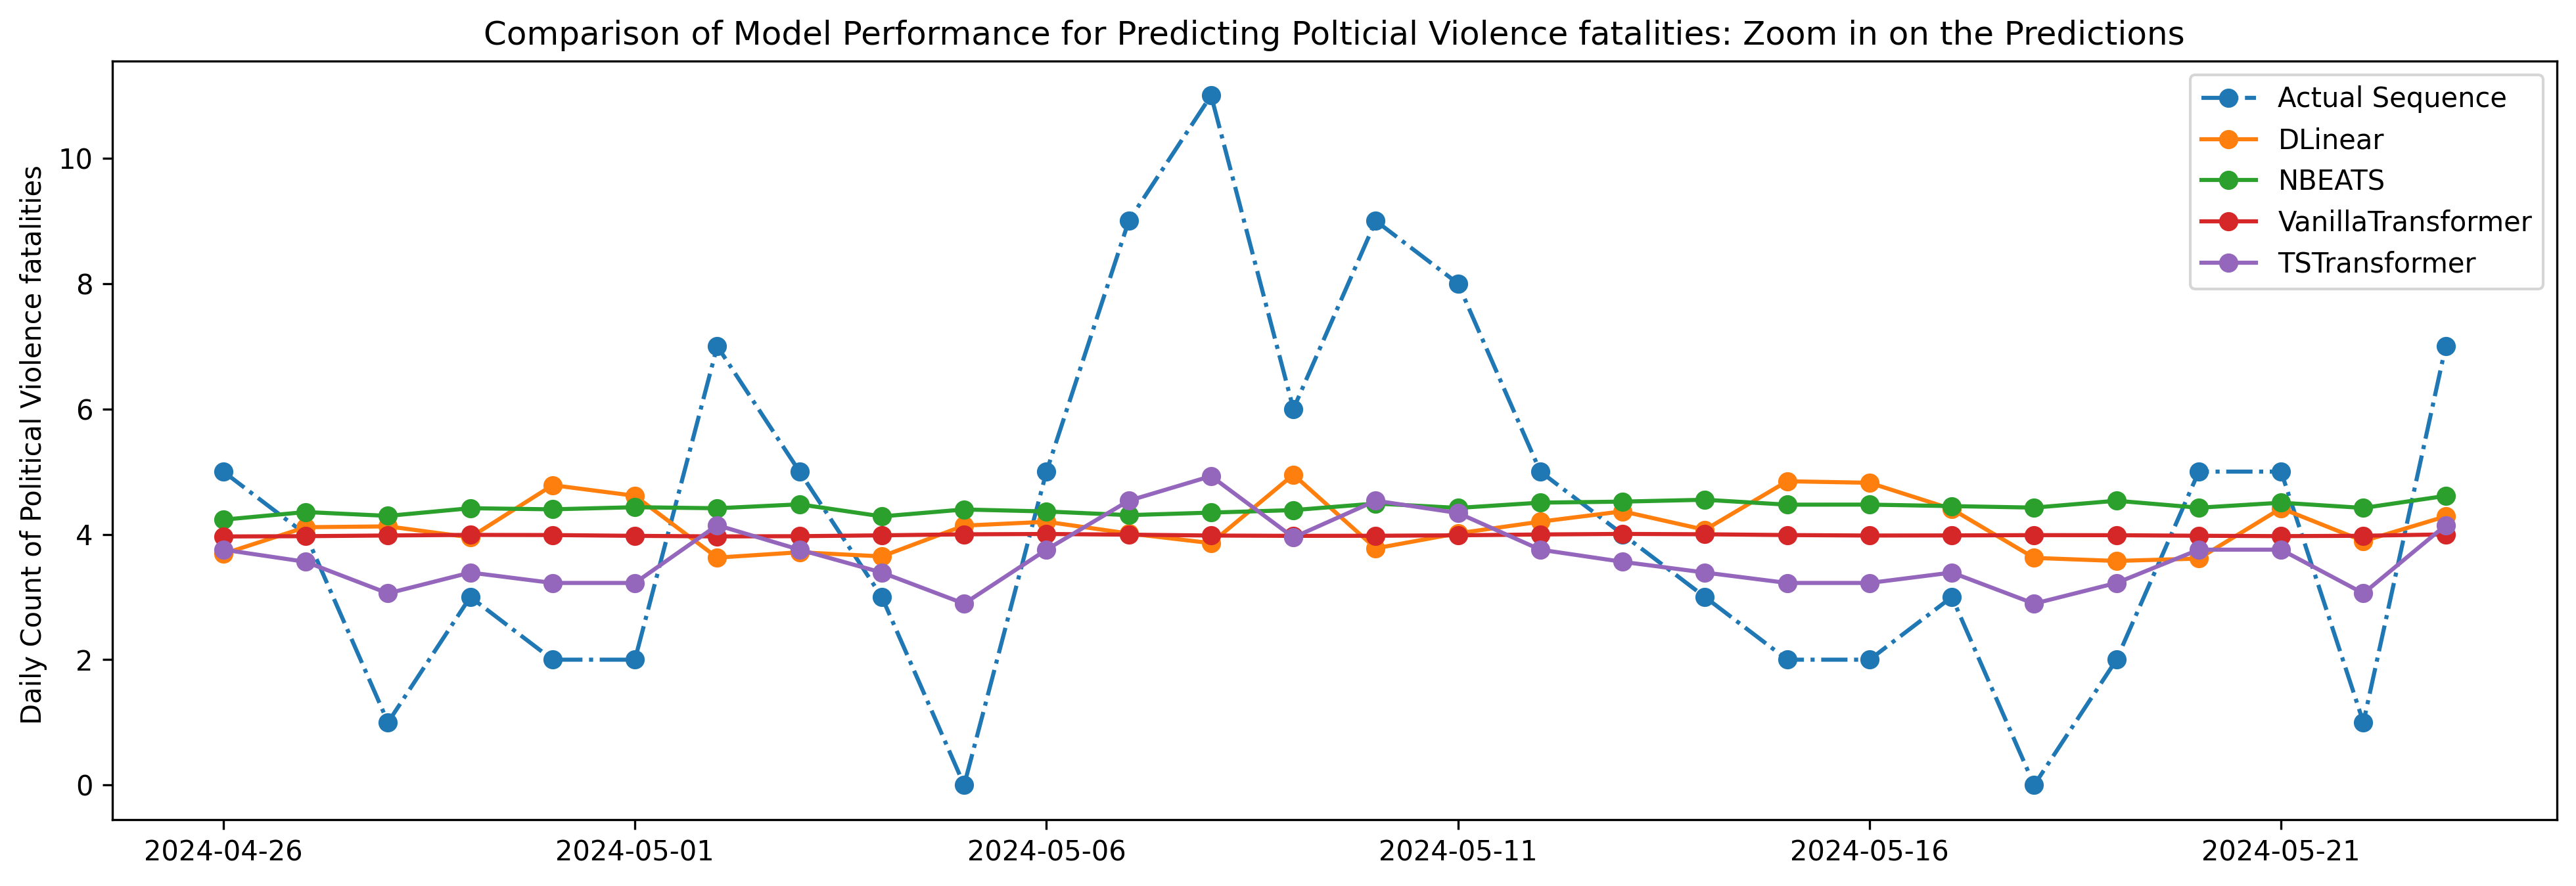 Comparison of Model Performance for Predicting Polticial Violence fatalities: Zoom in on the Predictions
Daily Count of Political Violence fatalities
10
8
6
4
2
0
Actual Sequence
DLinear
NBEATS
VanillaTransformer
TSTransformer
2024-04-26
2024-05-01
2024-05-06
2024-05-11
2024-05-16
2024-05-21